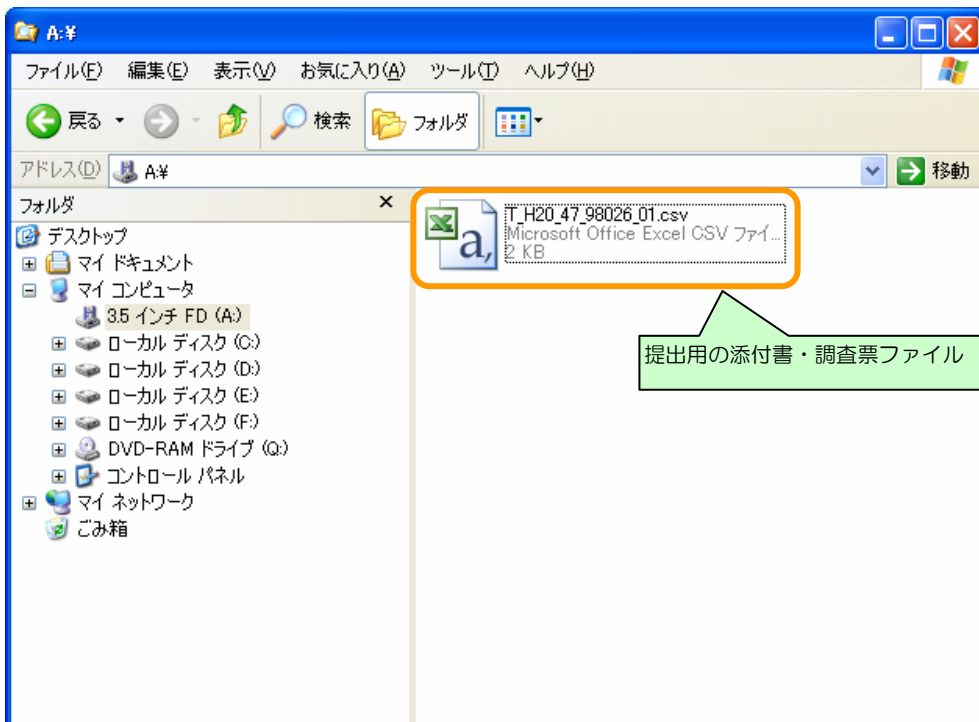 A:¥
ファイル(F) 編集(E) 表示(V) お気に入り(A) ツール(T) ヘルプ(H)
戻る 検索 フォルダ
アドレス(D) A:¥ 移動
フォルダ ×
デスクトップ
マイ ドキュメント
マイ コンピュータ
3.5 インチ FD (A:)
ローカル ディスク (C:)
ローカル ディスク (D:)
ローカル ディスク (E:)
ローカル ディスク (F:)
DVD-RAM ドライブ (Q:)
コントロール パネル
マイ ネットワーク
ごみ箱
T_H20_47_98026_01.csv
Microsoft Office Excel CSV ファイ...
2 KB
提出用の添付書・調査票ファイル